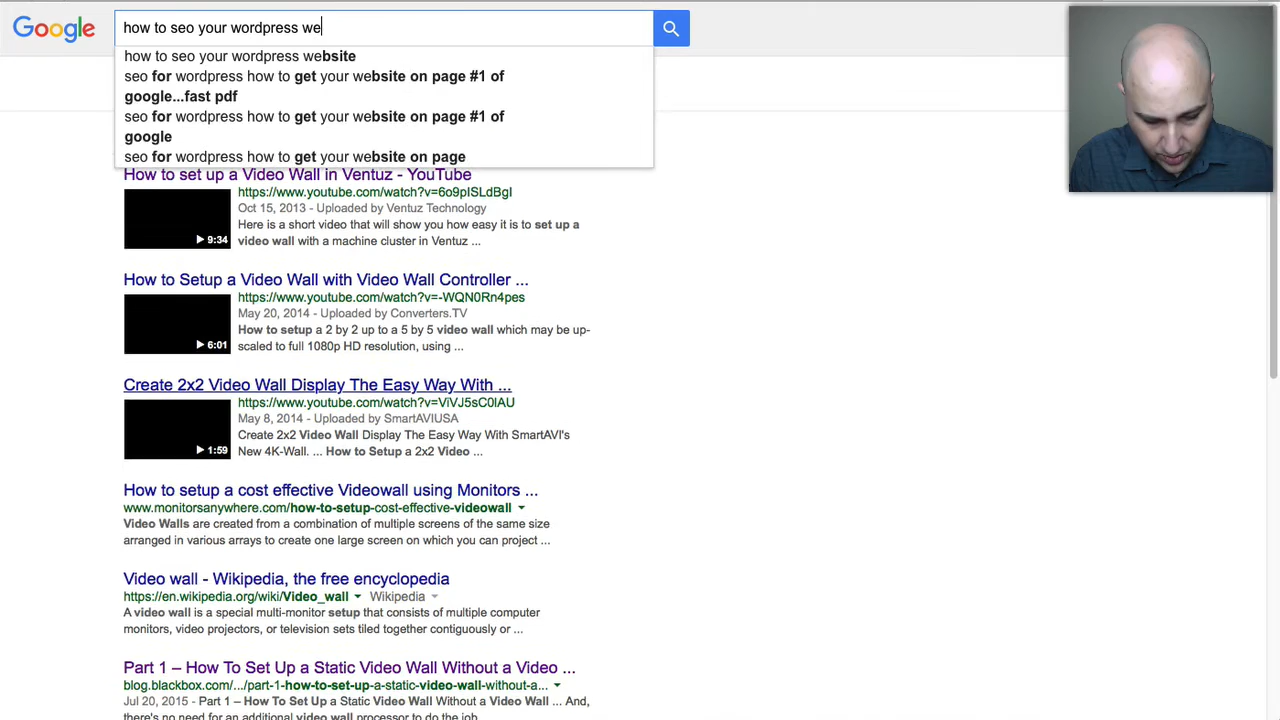 Google
how to seo your wordpress we
how to seo your wordpress website
seo for wordpress how to get your website on page #1 of
google...fast pdf
seo for wordpress how to get your website on page #1 of
google
seo for wordpress how to get your website on page
How to set up a Video Wall in Ventuz - YouTube
https://www.youtube.com/watch?v=6o9pISLdBgI
Oct 15, 2013 - Uploaded by Ventuz Technology
Here is a short video that will show you how easy it is to set up a
video wall with a machine cluster in Ventuz ...
9:34
How to Setup a Video Wall with Video Wall Controller ...
https://www.youtube.com/watch?v=-WQN0Rn4pes
May 20, 2014 - Uploaded by Converters.TV
How to setup a 2 by 2 up to a 5 by 5 video wall which may be up-
scaled to full 1080p HD resolution, using ...
6:01
Create 2x2 Video Wall Display The Easy Way With ...
https://www.youtube.com/watch?v=ViVJ5sC0lAU
May 8, 2014 - Uploaded by SmartAVIUSA
Create 2x2 Video Wall Display The Easy Way With SmartAVI's
New 4K-Wall. ... How to Setup a 2x2 Video ...
1:59
How to setup a cost effective Videowall using Monitors ...
www.monitorsanywhere.com/how-to-setup-cost-effective-videowall
Video Walls are created from a combination of multiple screens of the same size
arranged in various arrays to create one large screen on which you can project ...
Video wall - Wikipedia, the free encyclopedia
https://en.wikipedia.org/wiki/Video_wall Wikipedia
A video wall is a special multi-monitor setup that consists of multiple computer
monitors, video projectors, or television sets tiled together contiguously or ...
Part 1 – How To Set Up a Static Video Wall Without a Video ...
blog.blackbox.com/.../part-1-how-to-set-up-a-static-video-wall-without-a...
Jul 20, 2015 - Part 1 – How To Set Up a Static Video Wall Without a Video Wall ... And,
there's no need for an additional video wall processor to do the job.